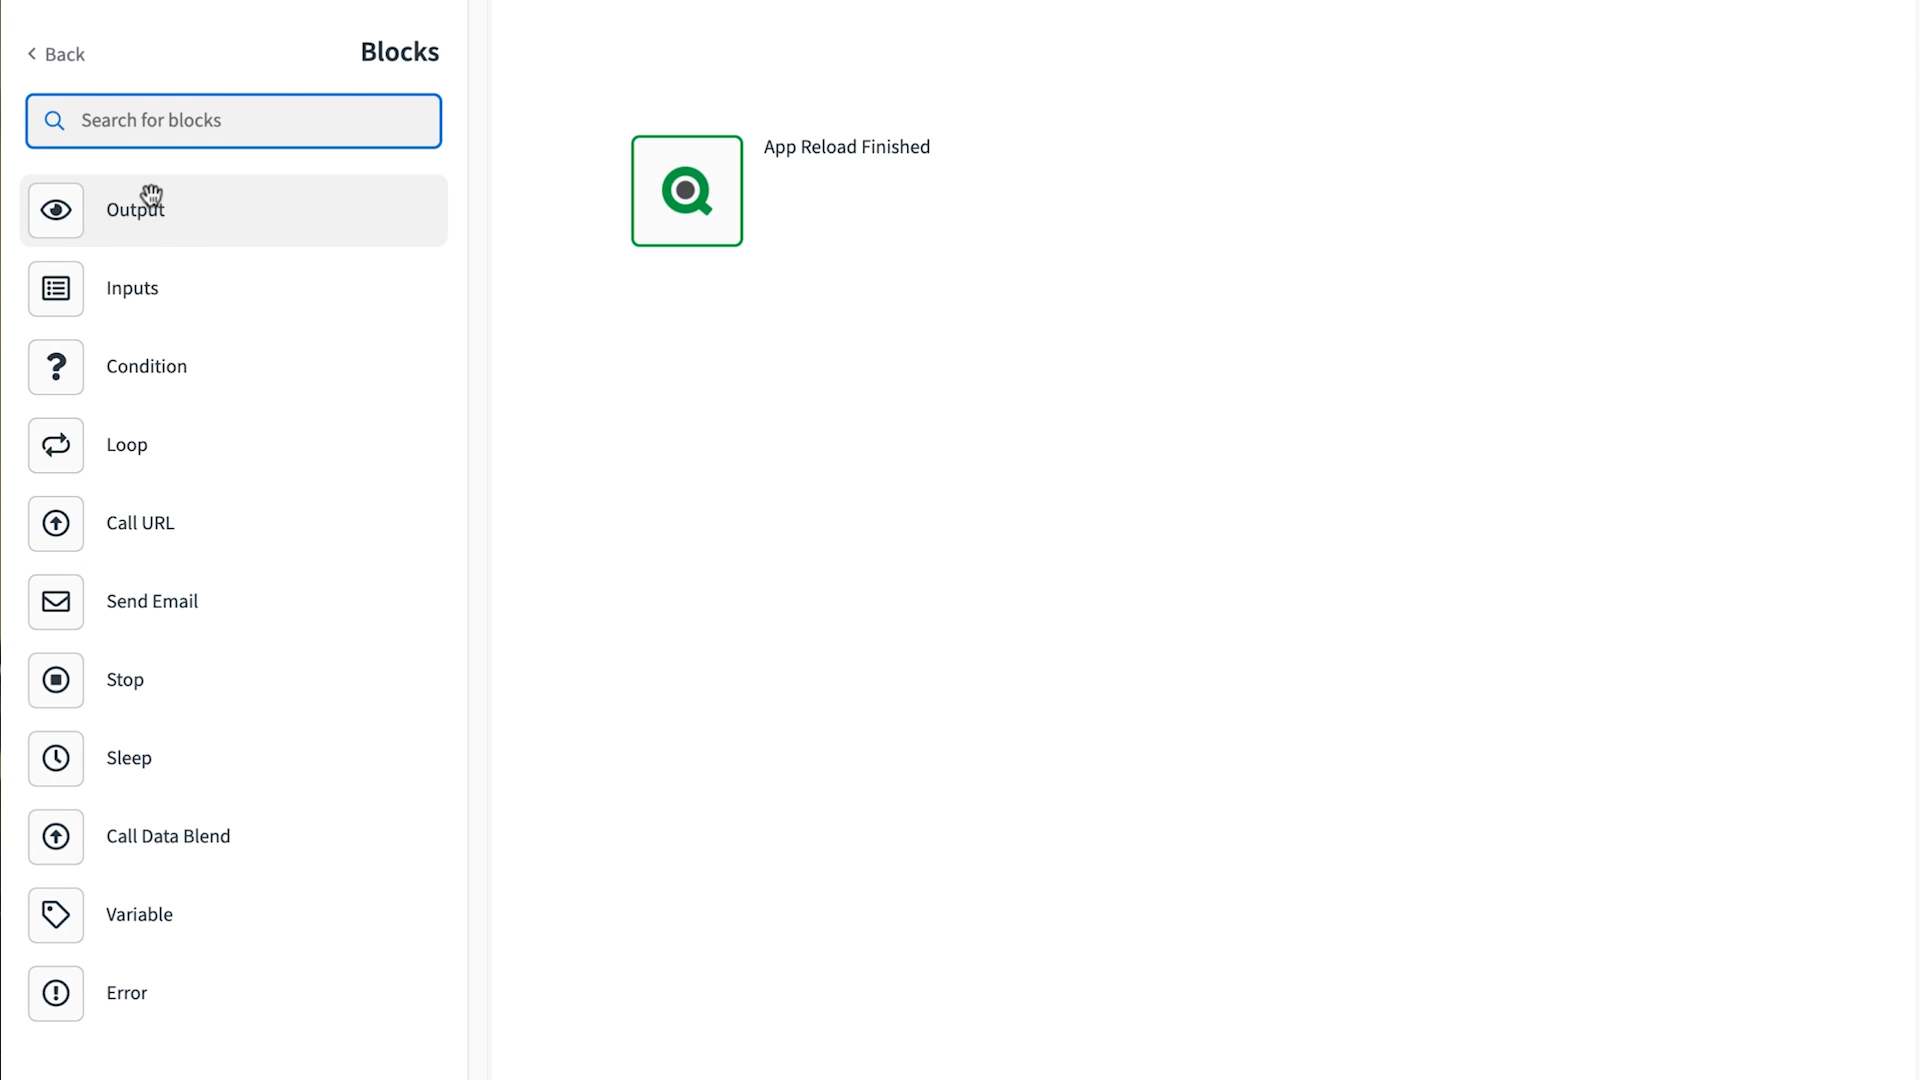 Back
Blocks
Search for blocks
Output
Inputs
Condition
Loop
Call URL
Send Email
Stop
Sleep
Call Data Blend
Variable
Error
App Reload Finished